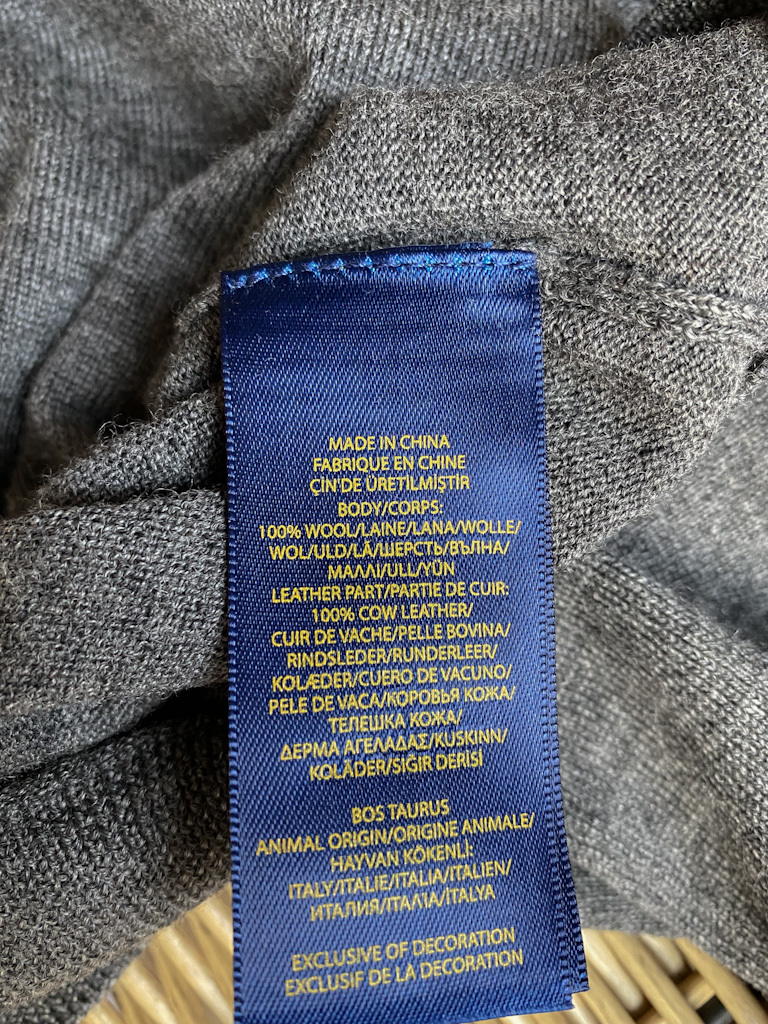 MADE IN CHINA
FABRIQUE EN CHINE
ÇİN'DE ÜRETİLMİŞTİR
BODY/CORPS:
100% WOOL/LAINE/LANA/WOLLE/
WOL/ULD/LÃ/ШЕРСТЬ/ВЪЛНА/
ΜΑΛΛΙ/ULL/YÜN
LEATHER PART/PARTIE DE CUIR:
100% COW LEATHER/
CUIR DE VACHE/PELLE BOVINA/
RINDSLEDER/RUNDERLEER/
KOLÆDER/CUERO DE VACUNO/
PELE DE VACA/КОРОВЬЯ КОЖА/
ТЕЛЕШКА КОЖА/
ΔΕΡΜΑ ΑΓΕΛΑΔΑΣ/KUSKINN/
KOLÄDER/SIĞIR DERİSİ
BOS TAURUS
ANIMAL ORIGIN/ORIGINE ANIMALE/
HAYVAN KÖKENLİ:
ITALY/ITALIE/ITALIA/ITALIEN/
ИТАЛИЯ/ΙΤΑΛΙΑ/İTALYA
EXCLUSIVE OF DECORATION
EXCLUSIF DE LA DECORATION